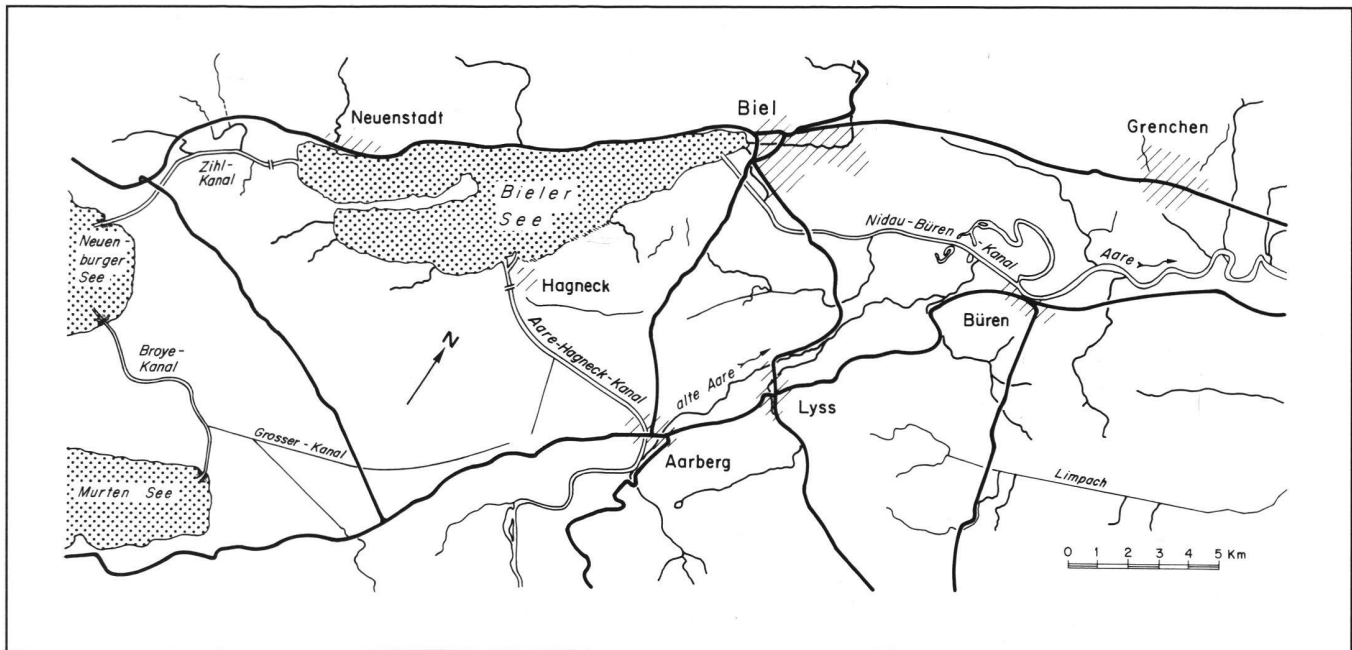 Neuenstadt
Biel
Grenchen
Zihl-
Kanal
Bieler
See
Nidau-Büren-
Kanal
Neuen
burger
See
Aare
Hagneck
Büren
N
Broye-
Kanal
Aare-Hagneck-Kanal
alte Aare
Lyss
Grosser-Kanal
Aarberg
Murten See
Limpach
0 1 2 3 4 5 Km